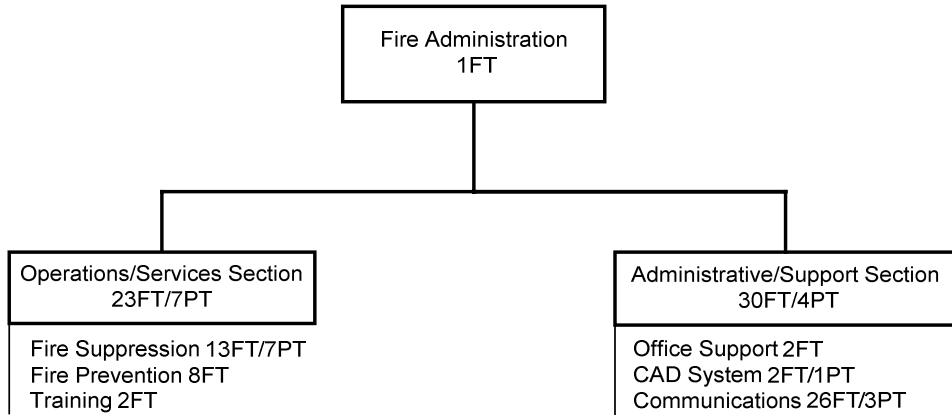 Fire Administration
1FT
Operations/Services Section
23FT/7PT
Fire Suppression 13FT/7PT
Fire Prevention 8FT
Training 2FT
Administrative/Support Section
30FT/4PT
Office Support 2FT
CAD System 2FT/1PT
Communications 26FT/3PT